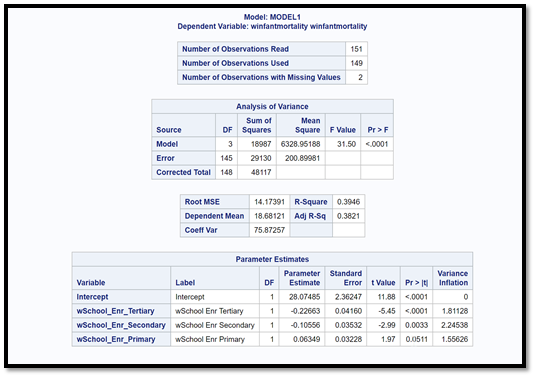 Model: MODEL1
Dependent Variable: winfantmortality winfantmortality
Number of Observations Read 151
Number of Observations Used 149
Number of Observations with Missing Values 2
Analysis of Variance
Source DF Sum of Squares Mean Square F Value Pr > F
Model 3 18987 6328.95188 31.50 <.0001
Error 145 29130 200.89981
Corrected Total 148 48117
Root MSE 14.17391 R-Square 0.3946
Dependent Mean 18.68121 Adj R-Sq 0.3821
Coeff Var 75.87257
Parameter Estimates
Variable Label DF Parameter Estimate Standard Error t Value Pr > |t| Variance Inflation
Intercept Intercept 1 28.07485 2.36247 11.88 <.0001 0
wSchool_Enr_Tertiary wSchool Enr Tertiary 1 -0.22663 0.04160 -5.45 <.0001 1.81128
wSchool_Enr_Secondary wSchool Enr Secondary 1 -0.10556 0.03532 -2.99 0.0033 2.24538
wSchool_Enr_Primary wSchool Enr Primary 1 0.06349 0.03228 1.97 0.0511 1.55626